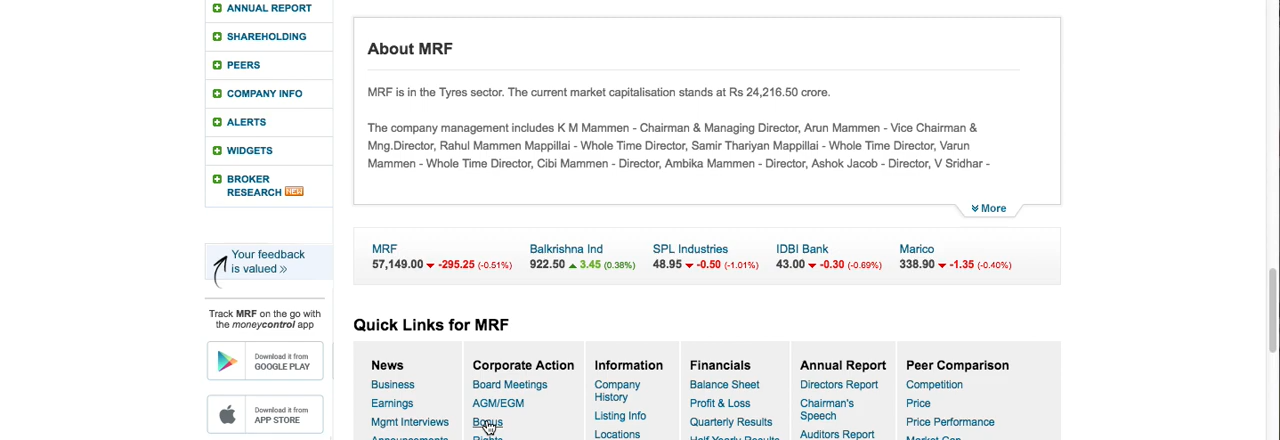 ANNUAL REPORT
SHAREHOLDING
PEERS
COMPANY INFO
ALERTS
WIDGETS
BROKER
RESEARCH NEW
Your feedback
is valued »
Track MRF on the go with
the moneycontrol app
Download it from
GOOGLE PLAY
Download it from
APP STORE
About MRF
MRF is in the Tyres sector. The current market capitalisation stands at Rs 24,216.50 crore.
The company management includes K M Mammen - Chairman & Managing Director, Arun Mammen - Vice Chairman &
Mng.Director, Rahul Mammen Mappillai - Whole Time Director, Samir Thariyan Mappillai - Whole Time Director, Varun
Mammen - Whole Time Director, Cibi Mammen - Director, Ambika Mammen - Director, Ashok Jacob - Director, V Sridhar -
More
MRF Balkrishna Ind SPL Industries IDBI Bank Marico
57,149.00 -295.25 (-0.51%) 922.50 3.45 (0.38%) 48.95 -0.50 (-1.01%) 43.00 -0.30 (-0.69%) 338.90 -1.35 (-0.40%)
Quick Links for MRF
News
Business
Earnings
Mgmt Interviews
Announcements
Corporate Action
Board Meetings
AGM/EGM
Bonus
Rights
Information
Company
History
Listing Info
Locations
Financials
Balance Sheet
Profit & Loss
Quarterly Results
Half Yearly Results
Annual Report
Directors Report
Chairman's
Speech
Auditors Report
Peer Comparison
Competition
Price
Price Performance
Market Cap